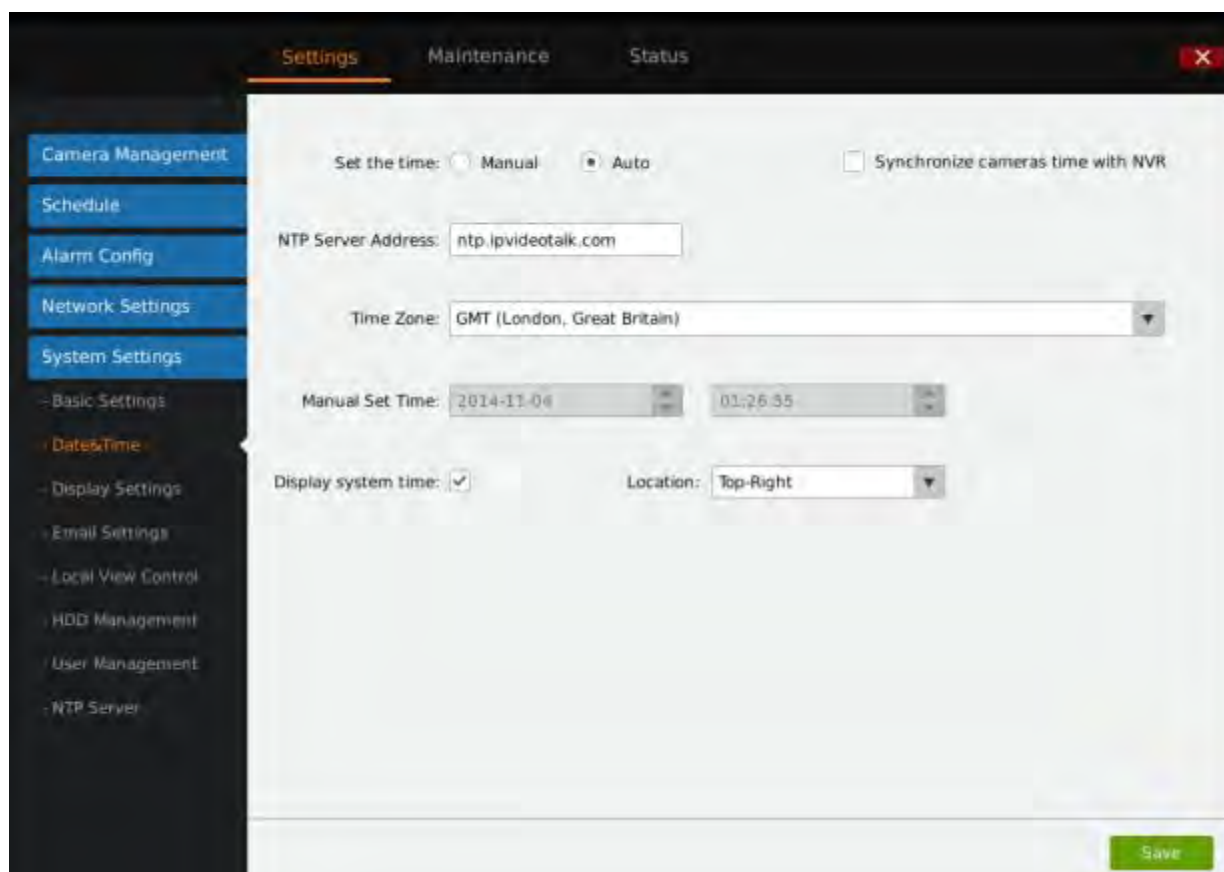 Settings Maintenance Status
Camera Management
Schedule
Alarm Config
Network Settings
System Settings
- Basic Settings
- Date&Time
- Display Settings
- Email Settings
- Local View Control
- HDD Management
- User Management
- NTP Server
Set the time: Manual Auto Synchronize cameras time with NVR
NTP Server Address: ntp.ipvideotalk.com
Time Zone: GMT (London, Great Britain)
Manual Set Time: 2014-11-04 01:26:55
Display system time: Location: Top-Right
Save